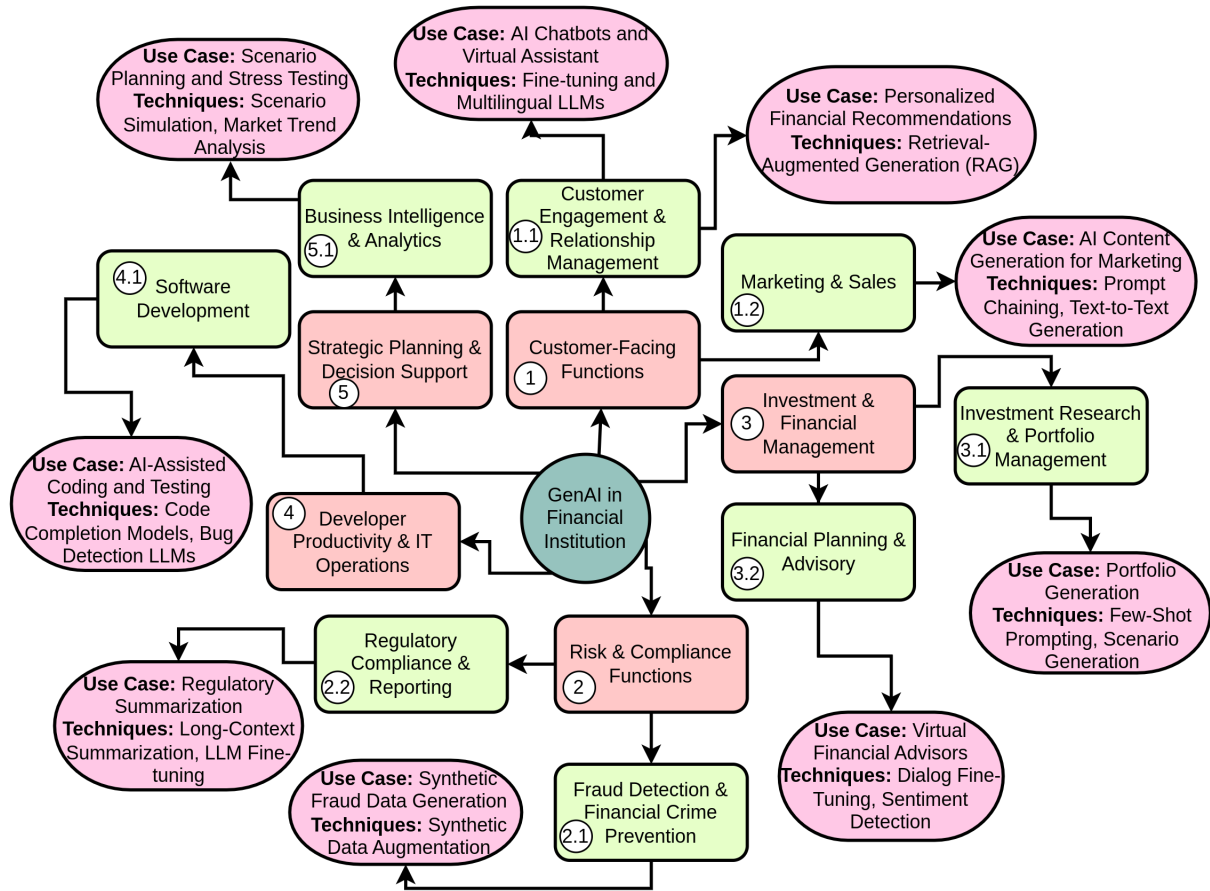 Use Case: Scenario
Planning and Stress Testing
Techniques: Scenario
Simulation, Market Trend
Analysis
Use Case: AI Chatbots and
Virtual Assistant
Techniques: Fine-tuning and
Multilingual LLMs
Use Case: Personalized
Financial Recommendations
Techniques: Retrieval-
Augmented Generation (RAG)
Business Intelligence
& Analytics
5.1
Customer
Engagement &
Relationship
Management
1.1
Marketing & Sales
1.2
Use Case: AI Content
Generation for Marketing
Techniques: Prompt
Chaining, Text-to-Text
Generation
4.1
Software
Development
Strategic Planning &
Decision Support
5
Customer-Facing
Functions
1
Investment &
Financial
Management
3
Investment Research
& Portfolio
Management
3.1
Use Case: AI-Assisted
Coding and Testing
Techniques: Code
Completion Models, Bug
Detection LLMs
4
Developer
Productivity & IT
Operations
GenAI in
Financial
Institution
Financial Planning &
Advisory
3.2
Use Case: Portfolio
Generation
Techniques: Few-Shot
Prompting, Scenario
Generation
Regulatory
Compliance &
Reporting
2.2
Risk & Compliance
Functions
2
Use Case: Regulatory
Summarization
Techniques: Long-Context
Summarization, LLM Fine-
tuning
Use Case: Synthetic
Fraud Data Generation
Techniques: Synthetic
Data Augmentation
Fraud Detection &
Financial Crime
Prevention
2.1
Use Case: Virtual
Financial Advisors
Techniques: Dialog Fine-
Tuning, Sentiment
Detection